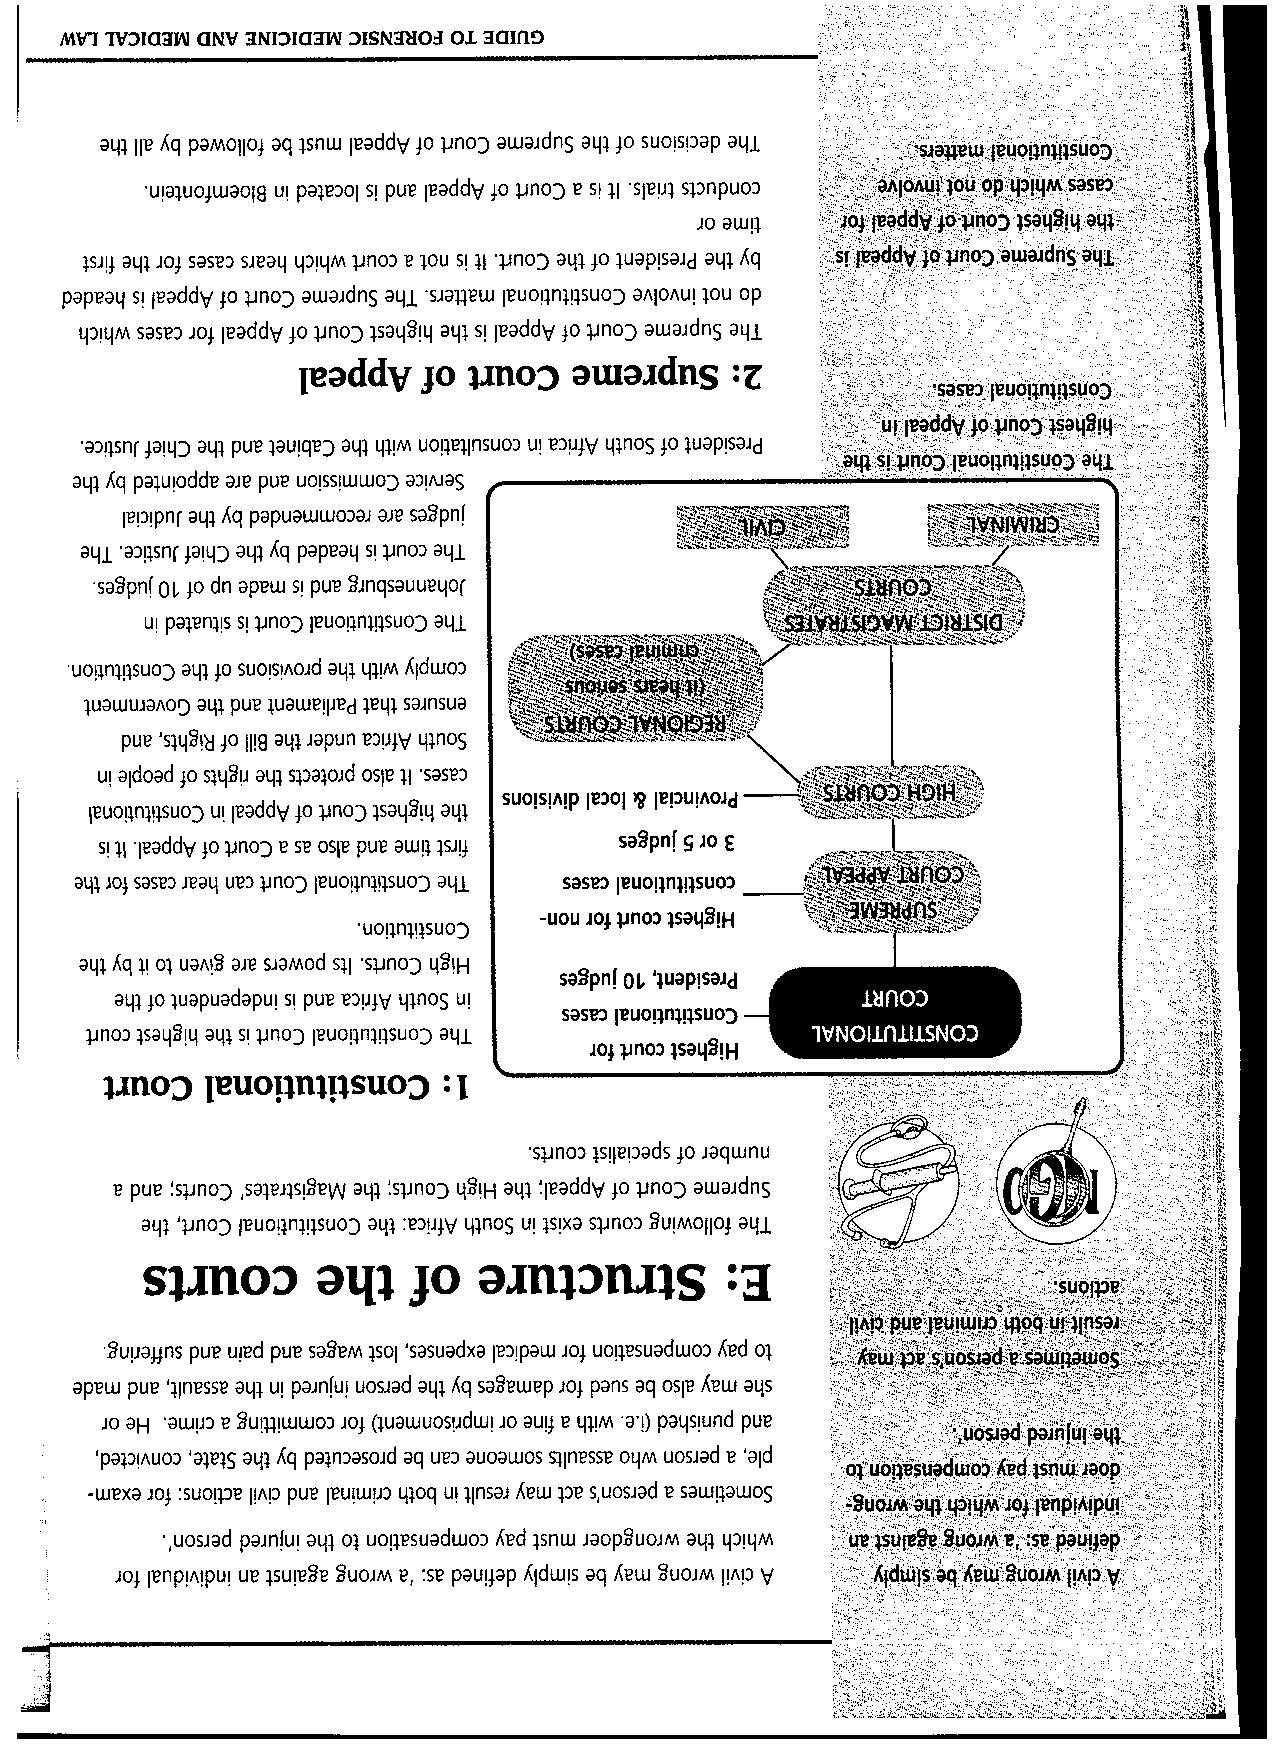 A civil wrong may be simply
defined as: 'a wrong against an
individual for which the wrong-
doer must pay compensation to
the injured person'.
Sometimes a person's act may
result in both criminal and civil
actions.
A civil wrong may be simply defined as: 'a wrong against an individual for
which the wrongdoer must pay compensation to the injured person'.
Sometimes a person's act may result in both criminal and civil actions: for exam-
ple, a person who assaults someone can be prosecuted by the State, convicted,
and punished (i.e. with a fine or imprisonment) for committing a crime. He or
she may also be sued for damages by the person injured in the assault, and made
to pay compensation for medical expenses, lost wages and pain and suffering.
E: Structure of the courts
The following courts exist in South Africa: the Constitutional Court, the
Supreme Court of Appeal; the High Courts; the Magistrates' Courts; and a
number of specialist courts.
1: Constitutional Court
The Constitutional Court is the highest court
in South Africa and is independent of the
High Courts. Its powers are given to it by the
Constitution.
The Constitutional Court can hear cases for the
first time and also as a Court of Appeal. It is
the highest Court of Appeal in Constitutional
cases. It also protects the rights of people in
South Africa under the Bill of Rights, and
ensures that Parliament and the Government
comply with the provisions of the Constitution.
The Constitutional Court is situated in
Johannesburg and is made up of 10 judges.
The court is headed by the Chief Justice. The
judges are recommended by the Judicial
Service Commission and are appointed by the
President of South Africa in consultation with the Cabinet and the Chief Justice.
CONSTITUTIONAL
COURT
Highest court for
Constitutional cases
President, 10 judges
SUPREME
COURT APPEAL
Highest court for non-
constitutional cases
3 or 5 judges
HIGH COURTS
Provincial & local divisions
REGIONAL COURTS
(it hears serious
criminal cases)
DISTRICT MAGISTRATES
COURTS
CRIMINAL
CIVIL
The Constitutional Court is the
highest Court of Appeal in
Constitutional cases.
2: Supreme Court of Appeal
The Supreme Court of Appeal is the highest Court of Appeal for cases which
do not involve Constitutional matters. The Supreme Court of Appeal is headed
by the President of the Court. It is not a court which hears cases for the first
time or
conducts trials. It is a Court of Appeal and is located in Bloemfontein.
The decisions of the Supreme Court of Appeal must be followed by all the
The Supreme Court of Appeal is
the highest Court of Appeal for
cases which do not involve
Constitutional matters.
GUIDE TO FORENSIC MEDICINE AND MEDICAL LAW